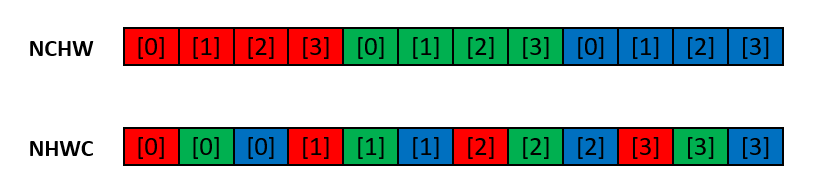 NCHW [0] [1] [2] [3] [0] [1] [2] [3] [0] [1] [2] [3]
NHWC [0] [0] [0] [1] [1] [1] [2] [2] [2] [3] [3] [3]